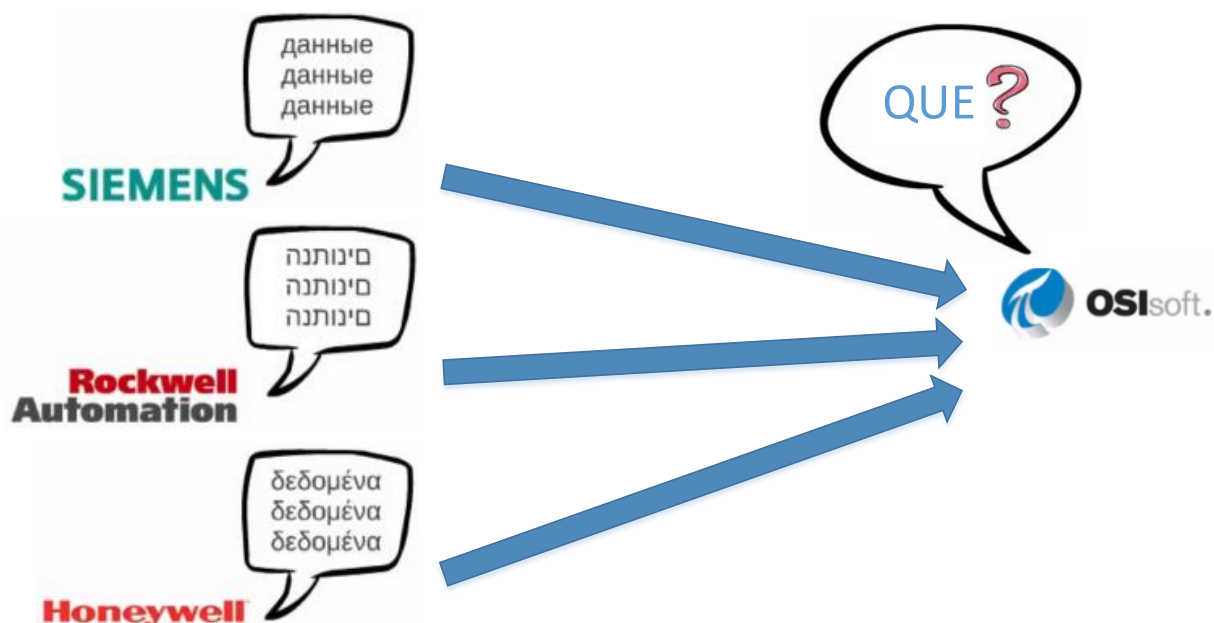 данные
данные
данные
SIEMENS
QUE?
םינותנה
םינותנה
םינותנה
Rockwell
Automation
OSIsoft.
δεδομένα
δεδομένα
δεδομένα
Honeywell